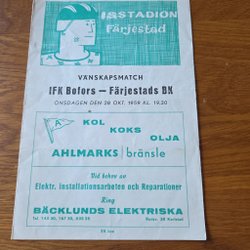 ISSTADION
Färjestad
VÄNSKAPSMATCH
IFK Bofors — Färjestads BK
ONSDAGEN DEN 28 OKT. 1959 KL. 19.30
A
KOL
KOKS
OLJA
AHLMARKS bränsle
Vid behov av
Elektr. installationsarbeten och Reparationer
Ring
BÄCKLUNDS ELEKTRISKA